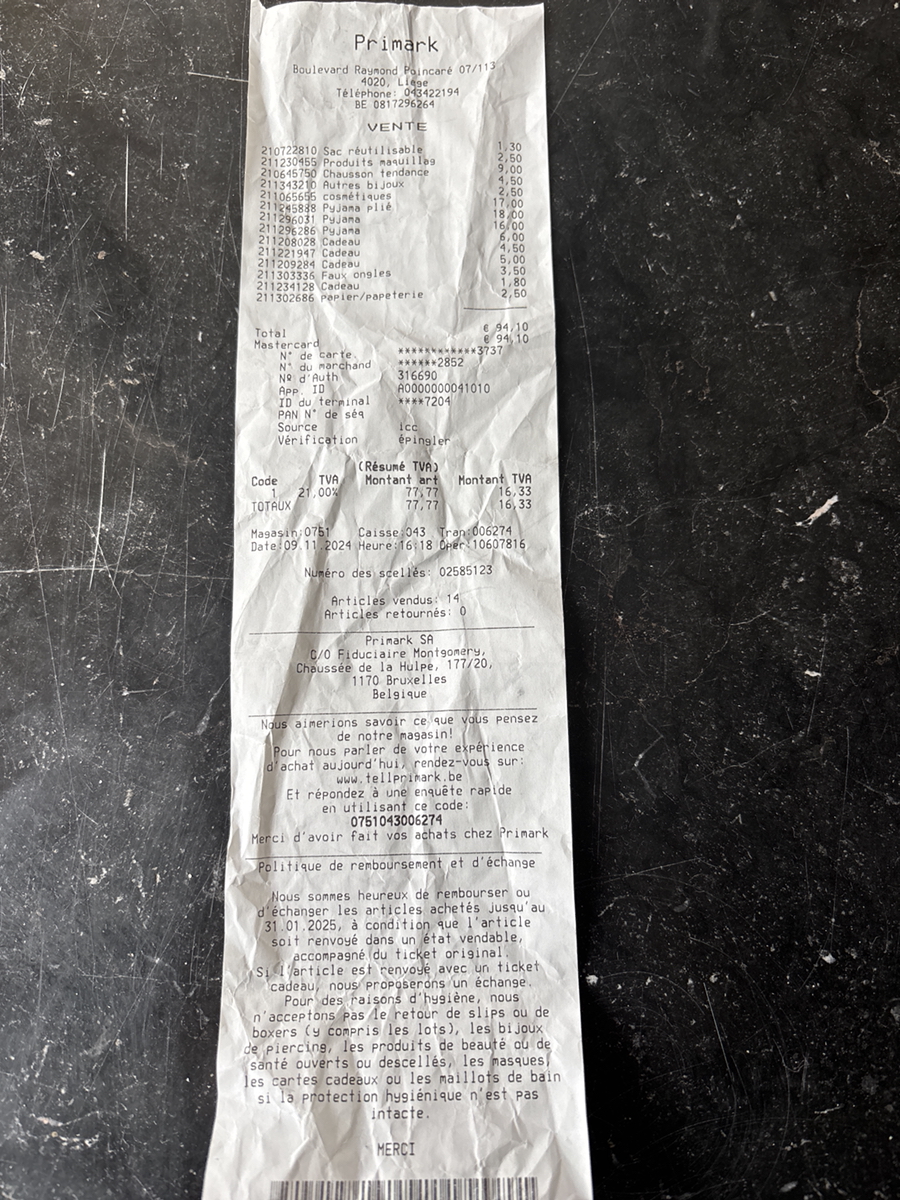 Primark
Boulevard Raymond Poincaré 07/113
4020, Liège
Téléphone: 043422194
BE 0817296264
VENTE
210722810 Sac réutilisable 1,30
211230455 Produits maquillag 2,50
210645750 Chausson tendance 9,00
211343210 Autres bijoux 4,50
211065655 cosmétiques 2,50
211245888 Pyjama plié 17,00
211296031 Pyjama 18,00
211296286 Pyjama 16,00
211208028 Cadeau 6,00
211221947 Cadeau 4,50
211209284 Cadeau 5,00
211303336 Faux ongles 3,50
211234128 Cadeau 1,80
211302686 papier/papeterie 2,50
Total € 94,10
Mastercard € 94,10
N° de carte ************3737
N° du marchand ******2852
Nº d'Auth 316690
App. ID A0000000041010
ID du terminal ****7204
PAN N° de séq
Source icc
Vérification épingler
(Résumé TVA)
Code TVA Montant art Montant TVA
1 21,00% 77,77 16,33
TOTAUX 77,77 16,33
Magasin:0751 Caisse:043 Tran:006274
Date:09.11.2024 Heure:16:18 Oper:10607816
Numéro des scellés: 02585123
Articles vendus: 14
Articles retournés: 0
Primark SA
C/O Fiduciaire Montgomery,
Chaussée de la Hulpe, 177/20,
1170 Bruxelles
Belgique
Nous aimerions savoir ce que vous pensez
de notre magasin!
Pour nous parler de votre expérience
d'achat aujourd'hui, rendez-vous sur:
www.tellprimark.be
Et répondez à une enquête rapide
en utilisant ce code:
0751043006274
Merci d'avoir fait vos achats chez Primark
Politique de remboursement et d'échange
Nous sommes heureux de rembourser ou
d'échanger les articles achetés jusqu'au
31.01.2025, à condition que l'article
soit renvoyé dans un état vendable,
accompagné du ticket original.
Si l'article est renvoyé avec un ticket
cadeau, nous proposerons un échange.
Pour des raisons d'hygiène, nous
n'acceptons pas le retour de slips ou de
boxers (y compris les lots), les bijoux
de piercing, les produits de beauté ou de
santé ouverts ou descellés, les masques,
les cartes cadeaux ou les maillots de bain
si la protection hygiénique n'est pas
intacte.
MERCI